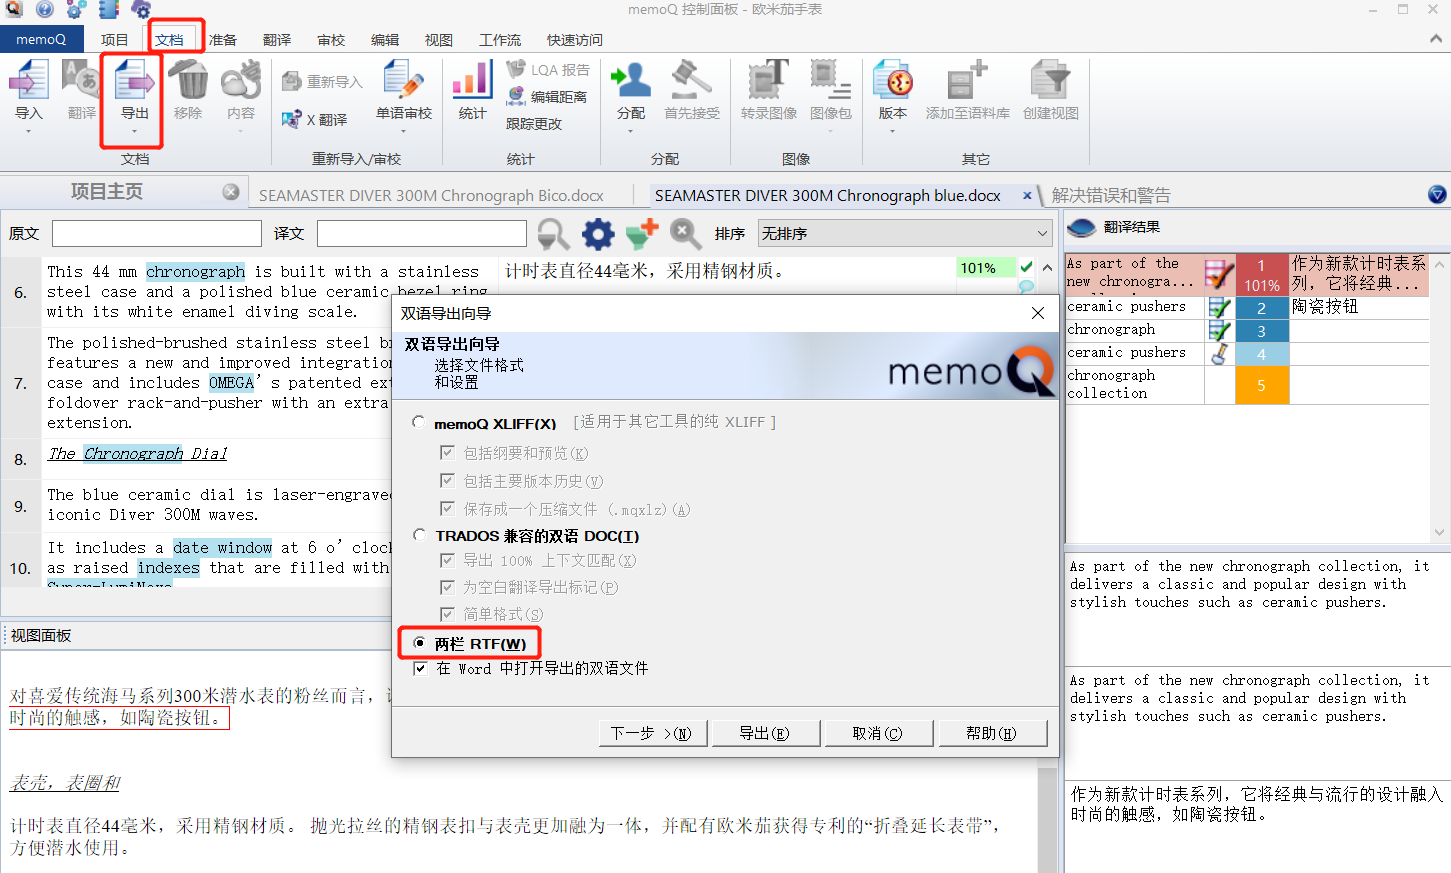 memoQ 控制面板 - 欧米茄手表
memoQ
项目
文档
准备
翻译
审校
编辑
视图
工作流
快速访问
导入
翻译
导出
移除
内容
文档
重新导入
X 翻译
单语审校
重新导入/审校
统计
LQA 报告
编辑距离
跟踪更改
统计
分配
首先接受
分配
转录图像
图像包
图像
版本
添加至语料库
创建视图
其它
项目主页
SEAMASTER DIVER 300M Chronograph Bico.docx
SEAMASTER DIVER 300M Chronograph blue.docx
解决错误和警告
原文
译文
排序
无排序
翻译结果
6.
This 44 mm chronograph is built with a stainless
steel case and a polished blue ceramic bezel ring
with its white enamel diving scale.
计时表直径44毫米，采用精钢材质。
101%
7.
The polished-brushed stainless steel br
features a new and improved integration
case and includes OMEGA's patented ext
foldover rack-and-pusher with an extra
extension.
8.
The Chronograph Dial
9.
The blue ceramic dial is laser-engraved
iconic Diver 300M waves.
10.
It includes a date window at 6 o'clock
as raised indexes that are filled with
Super-LumiNova
视图面板
对喜爱传统海马系列300米潜水表的粉丝而言，
时尚的触感，如陶瓷按钮。
表壳，表圈和
计时表直径44毫米，采用精钢材质。 抛光拉丝的精钢表扣与表壳更加融为一体，并配有欧米茄获得专利的“折叠延长表带”，
方便潜水使用。
双语导出向导
双语导出向导
选择文件格式
和设置
memoQ
memoQ XLIFF(X) [适用于其它工具的纯 XLIFF ]
包括纲要和预览(K)
包括主要版本历史(V)
保存成一个压缩文件 (.mqxlz)(A)
TRADOS 兼容的双语 DOC(T)
导出 100% 上下文匹配(X)
为空白翻译导出标记(P)
简单格式(S)
两栏 RTF(W)
在 Word 中打开导出的双语文件
下一步 >(N)
导出(E)
取消(C)
帮助(H)
As part of the
new chronogra...
1
101%
作为新款计时表系
列，它将经典...
ceramic pushers
2
陶瓷按钮
chronograph
3
ceramic pushers
4
chronograph
collection
5
As part of the new chronograph collection, it
delivers a classic and popular design with
stylish touches such as ceramic pushers.
As part of the new chronograph collection, it
delivers a classic and popular design with
stylish touches such as ceramic pushers.
作为新款计时表系列，它将经典与流行的设计融入
时尚的触感，如陶瓷按钮。